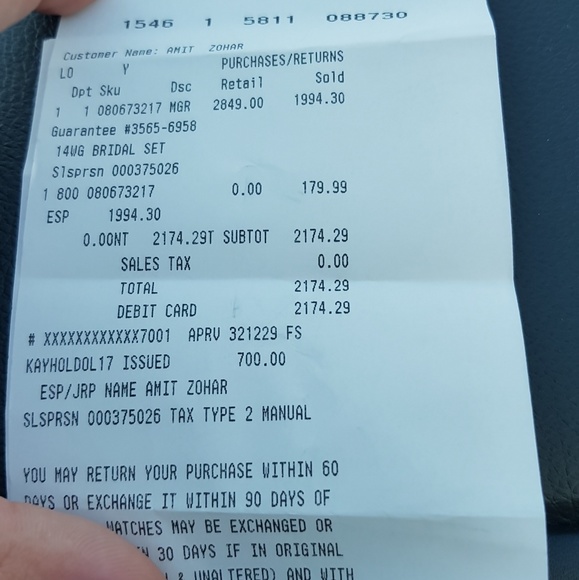 1546 1 5811 088730
Customer Name: AMIT ZOHAR
LO Y PURCHASES/RETURNS
Dpt Sku Dsc Retail Sold
1 1 080673217 MGR 2849.00 1994.30
Guarantee #3565-6958
14WG BRIDAL SET
Slsprsn 000375026
1 800 080673217 0.00 179.99
ESP 1994.30
0.00NT 2174.29T SUBTOT 2174.29
SALES TAX 0.00
TOTAL 2174.29
DEBIT CARD 2174.29
# XXXXXXXXXXXX7001 APRV 321229 FS
KAYHOLDOL17 ISSUED 700.00
ESP/JRP NAME AMIT ZOHAR
SLSPRSN 000375026 TAX TYPE 2 MANUAL
YOU MAY RETURN YOUR PURCHASE WITHIN 60
DAYS OR EXCHANGE IT WITHIN 90 DAYS OF
WATCHES MAY BE EXCHANGED OR
30 DAYS IF IN ORIGINAL
& UNALTERED) AND WITH